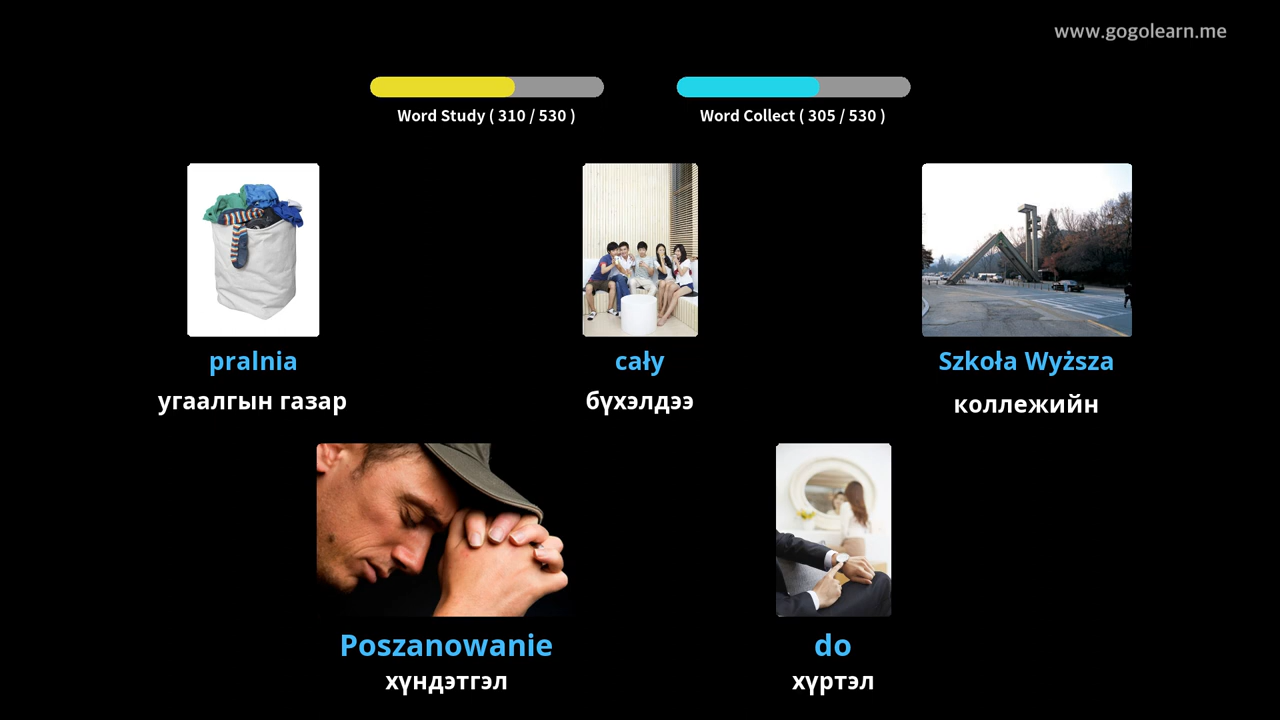 www.gogolearn.me
Word Study ( 310 / 530 )
Word Collect ( 305 / 530 )
pralnia
cały
Szkoła Wyższa
угаалгын газар
бүхэлдээ
коллежийн
Poszanowanie
do
хүндэтгэл
хүртэл